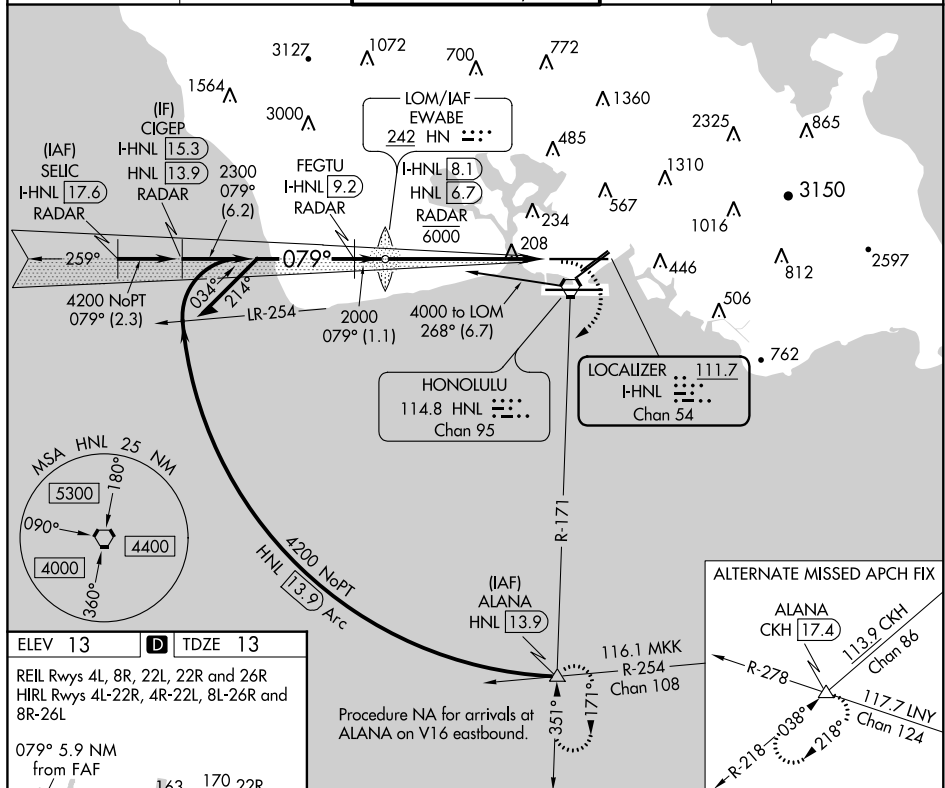 3127
1072
700
772
1564
3000
1360
2325
865
485
1310
3150
567
1016
234
208
446
812
2597
506
762
(IAF)
SELIC
I-HNL 17.6
RADAR
(IF)
CIGEP
I-HNL 15.3
HNL 13.9
RADAR
2300
079°
(6.2)
FEGTU
I-HNL 9.2
RADAR
LOM/IAF
EWABE
242 HN
I-HNL 8.1
HNL 6.7
RADAR
6000
259°
079°
4200 NoPT
079° (2.3)
034°
214°
LR-254
2000
079° (1.1)
4000 to LOM
268° (6.7)
HONOLULU
114.8 HNL
Chan 95
LOCALIZER 111.7
I-HNL
Chan 54
MSA HNL 25 NM
5300
180°
090°
4400
4000
360°
4200 NoPT
HNL 13.9 Arc
R-171
(IAF)
ALANA
HNL 13.9
116.1 MKK
R-254
Chan 108
351°
171°
Procedure NA for arrivals at
ALANA on V16 eastbound.
ALTERNATE MISSED APCH FIX
ALANA
CKH 17.4
113.9 CKH
Chan 86
R-278
117.7 LNY
Chan 124
R-218
038°
218°
ELEV 13
D
TDZE 13
REIL Rwys 4L, 8R, 22L, 22R and 26R
HIRL Rwys 4L-22R, 4R-22L, 8L-26R and
8R-26L
079° 5.9 NM
from FAF
163
170
22R